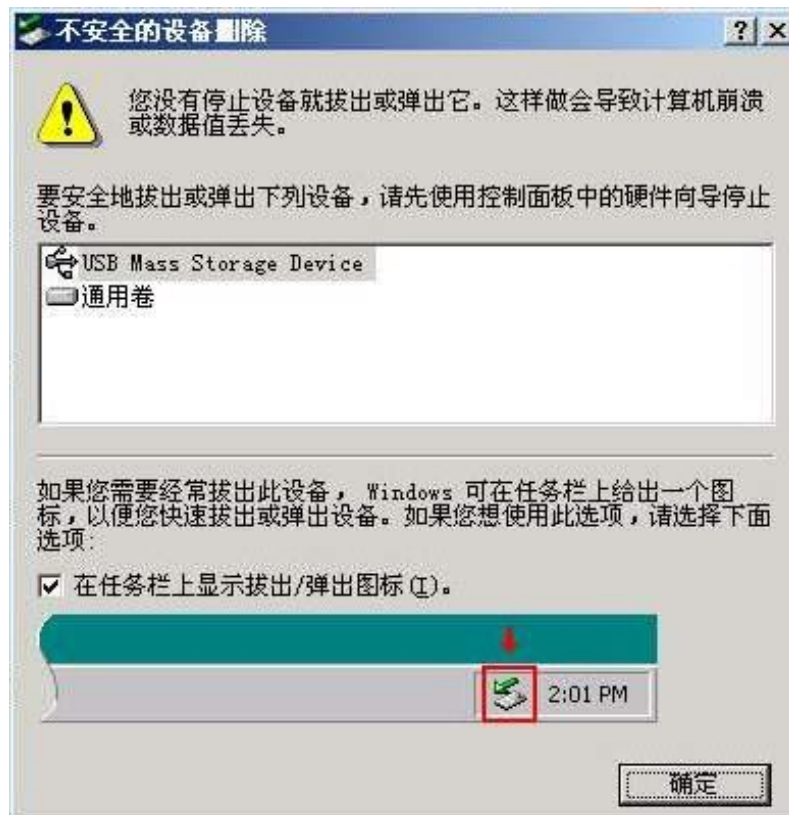 不安全的设备删除
您没有停止设备就拔出或弹出它。这样做会导致计算机崩溃
或数据值丢失。
要安全地拔出或弹出下列设备，请先使用控制面板中的硬件向导停止
设备。
USB Mass Storage Device
通用卷
如果您需要经常拔出此设备， Windows 可在任务栏上给出一个图
标，以便您快速拔出或弹出设备。如果您想使用此选项，请选择下面
选项:
在任务栏上显示拔出/弹出图标(I)。
2:01 PM
确定